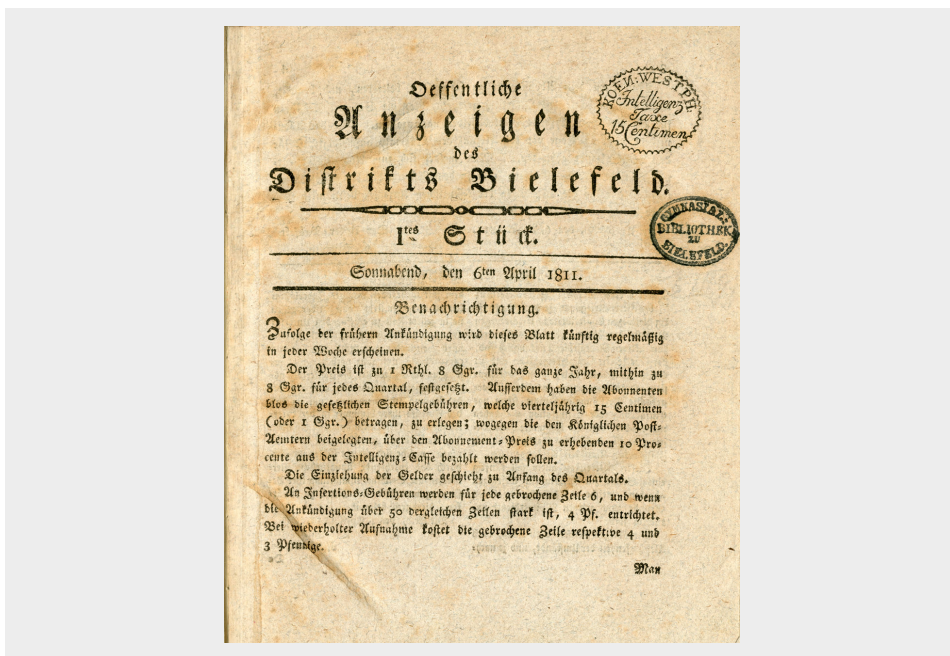 Oeffentliche
Anzeigen
des
Distrikts Bielefeld.
KOEN: WESTPH
Intelligenz
Taxe
15 Centimen
1tes Stück.
GYMNASIAL:
BIBLIOTHEK
ZU
BIELEFELD.
Sonnabend, den 6ten April 1811.
Benachrichtigung.
Zufolge der frühern Ankündigung wird dieses Blatt künftig regelmäßig
in jeder Woche erscheinen.
Der Preis ist zu 1 Rthl. 8 Ggr. für das ganze Jahr, mithin zu
8 Ggr. für jedes Quartal, festgesetzt. Ausserdem haben die Abonnenten
blos die gesetzlichen Stempelgebühren, welche vierteljährig 15 Centimen
(oder 1 Ggr.) betragen, zu erlegen; wogegen die den Königlichen Post-
Aemtern beigelegten, über den Abonnement-Preis zu erhebenden 10 Pro-
cente aus der Intelligenz-Casse bezahlt werden sollen.
Die Einziehung der Gelder geschieht zu Anfang des Quartals.
An Insertions-Gebühren werden für jede gebrochene Zeile 6, und wenn
die Ankündigung über 50 dergleichen Zeilen stark ist, 4 Pf. entrichtet.
Bei wiederholter Aufnahme kostet die gebrochene Zeile respektive 4 und
3 Pfennige.
Man